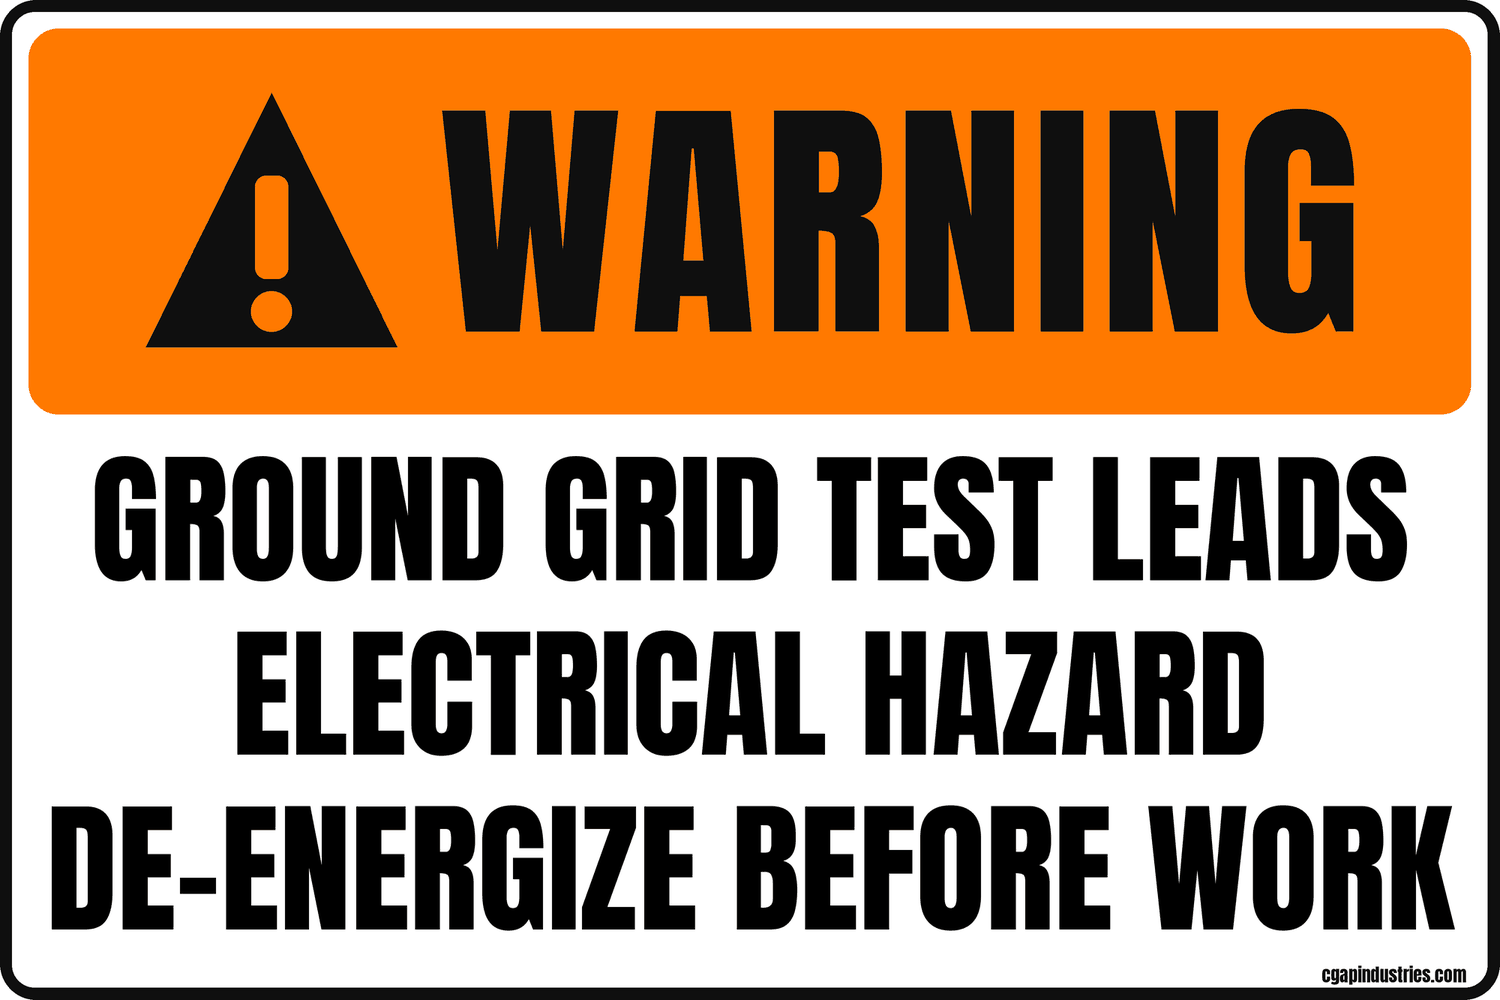 WARNING
GROUND GRID TEST LEADS
ELECTRICAL HAZARD
DE-ENERGIZE BEFORE WORK
cgapindustries.com